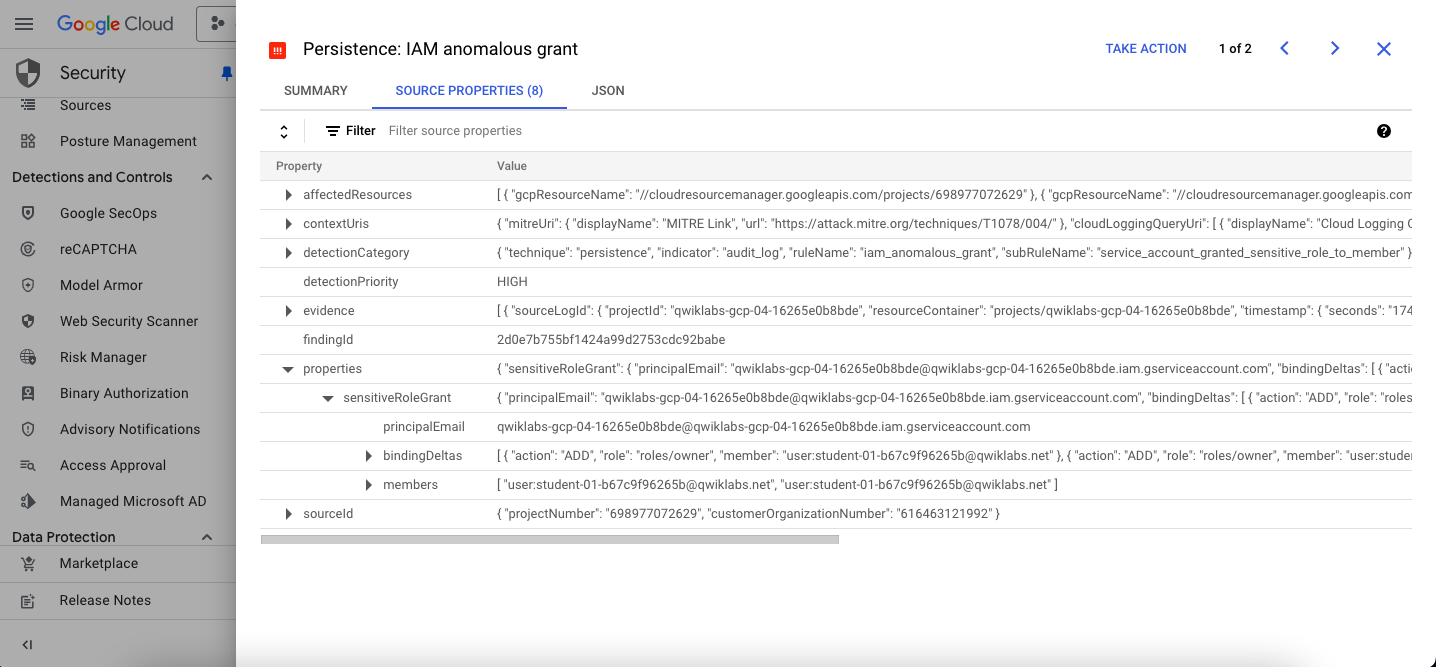 Google Cloud
Persistence: IAM anomalous grant
TAKE ACTION
1 of 2
Security
SUMMARY
SOURCE PROPERTIES (8)
JSON
Sources
Posture Management
Detections and Controls
Google SecOps
reCAPTCHA
Model Armor
Web Security Scanner
Risk Manager
Binary Authorization
Advisory Notifications
Access Approval
Managed Microsoft AD
Data Protection
Marketplace
Release Notes
Filter Filter source properties
Property Value
affectedResources [ { "gcpResourceName": "//cloudresourcemanager.googleapis.com/projects/698977072629" }, { "gcpResourceName": "//cloudresourcemanager.googleapis.com
contextUris { "mitreUri": { "displayName": "MITRE Link", "url": "https://attack.mitre.org/techniques/T1078/004/" }, "cloudLoggingQueryUri": [ { "displayName": "Cloud Logging
detectionCategory { "technique": "persistence", "indicator": "audit_log", "ruleName": "iam_anomalous_grant", "subRuleName": "service_account_granted_sensitive_role_to_member" }
detectionPriority HIGH
evidence [ { "sourceLogId": { "projectId": "qwiklabs-gcp-04-16265e0b8bde", "resourceContainer": "projects/qwiklabs-gcp-04-16265e0b8bde", "timestamp": { "seconds": "174
findingId 2d0e7b755bf1424a99d2753cdc92babe
properties { "sensitiveRoleGrant": { "principalEmail": "qwiklabs-gcp-04-16265e0b8bde@qwiklabs-gcp-04-16265e0b8bde.iam.gserviceaccount.com", "bindingDeltas": [ { "acti
sensitiveRoleGrant { "principalEmail": "qwiklabs-gcp-04-16265e0b8bde@qwiklabs-gcp-04-16265e0b8bde.iam.gserviceaccount.com", "bindingDeltas": [ { "action": "ADD", "role": "roles
principalEmail qwiklabs-gcp-04-16265e0b8bde@qwiklabs-gcp-04-16265e0b8bde.iam.gserviceaccount.com
bindingDeltas [ { "action": "ADD", "role": "roles/owner", "member": "user:student-01-b67c9f96265b@qwiklabs.net" }, { "action": "ADD", "role": "roles/owner", "member": "user:studen
members [ "user:student-01-b67c9f96265b@qwiklabs.net", "user:student-01-b67c9f96265b@qwiklabs.net" ]
sourceId { "projectNumber": "698977072629", "customerOrganizationNumber": "616463121992" }